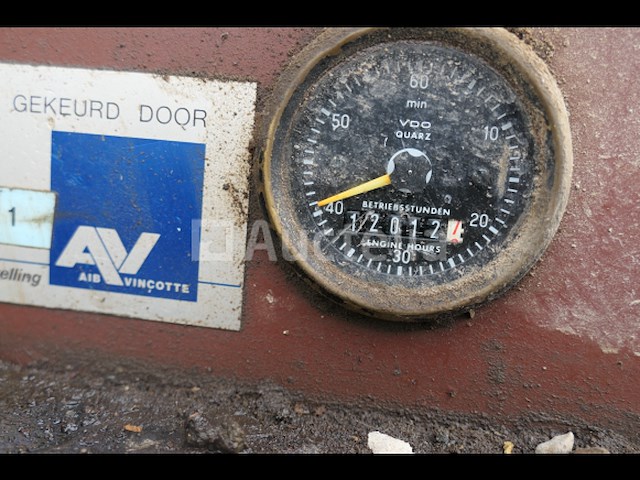 GEKEURD DOOR
1
elling
AV
AIB VINÇOTTE
60
min
50
10
VDO
QUARZ
40
20
BETRIEBSSTUNDEN
12012
ENGINE HOURS
30
Auct